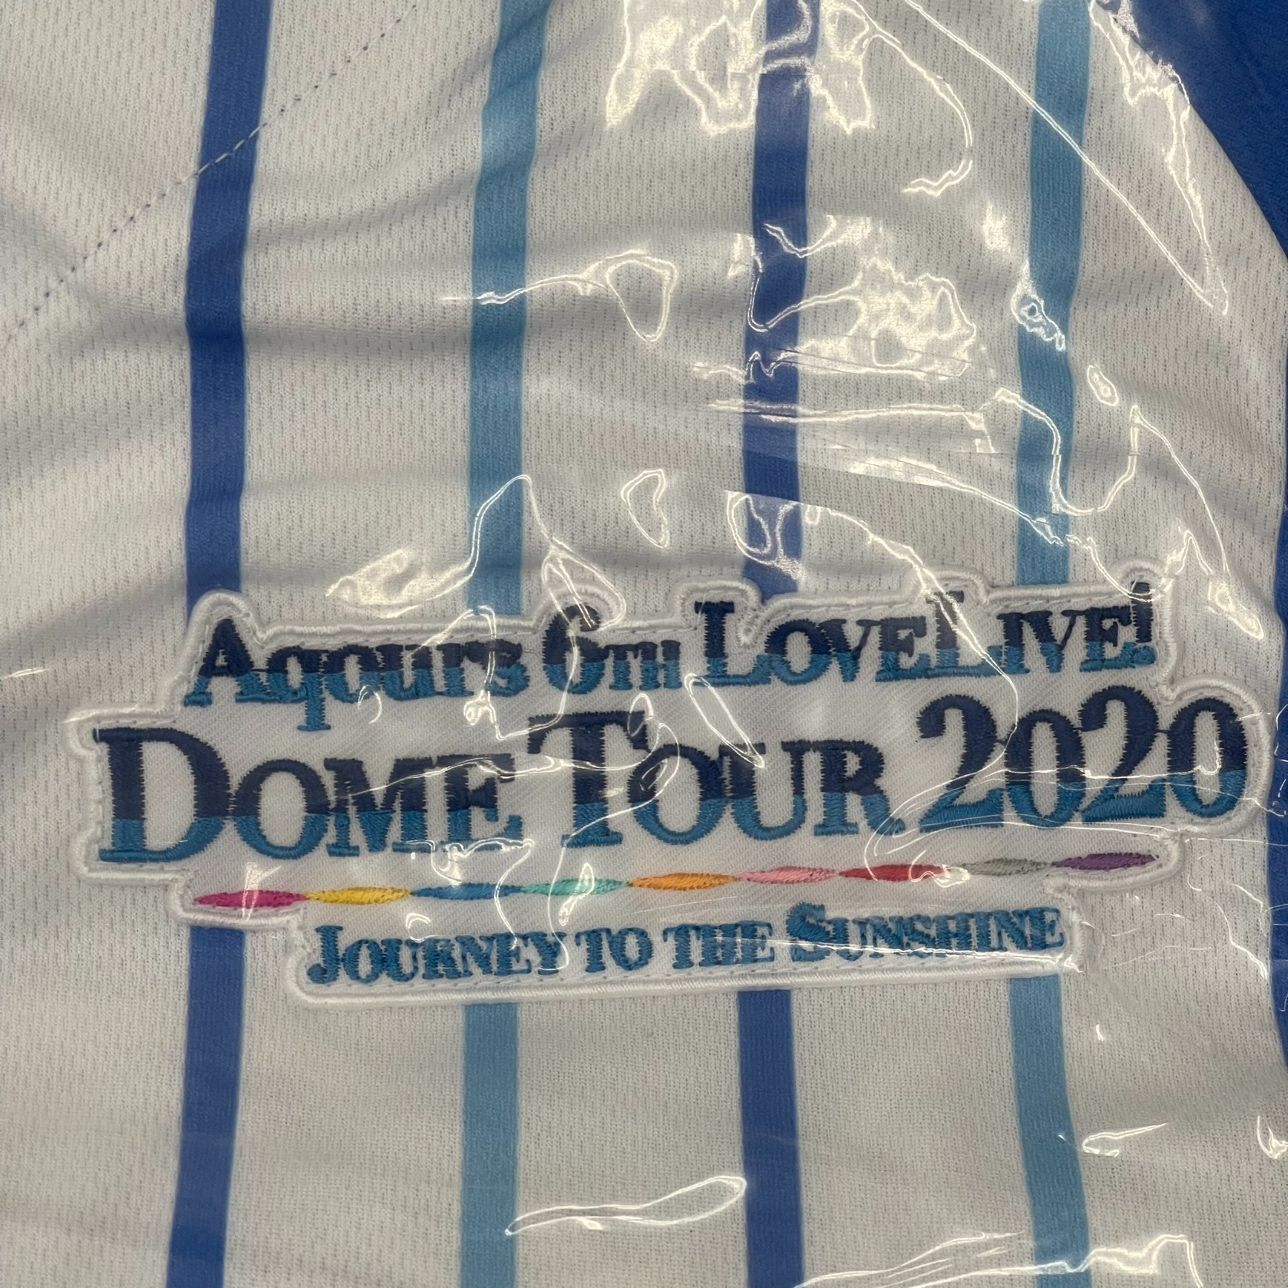 Aqours 6th LoveLive!
Dome Tour 2020
Journey to the Sunshine